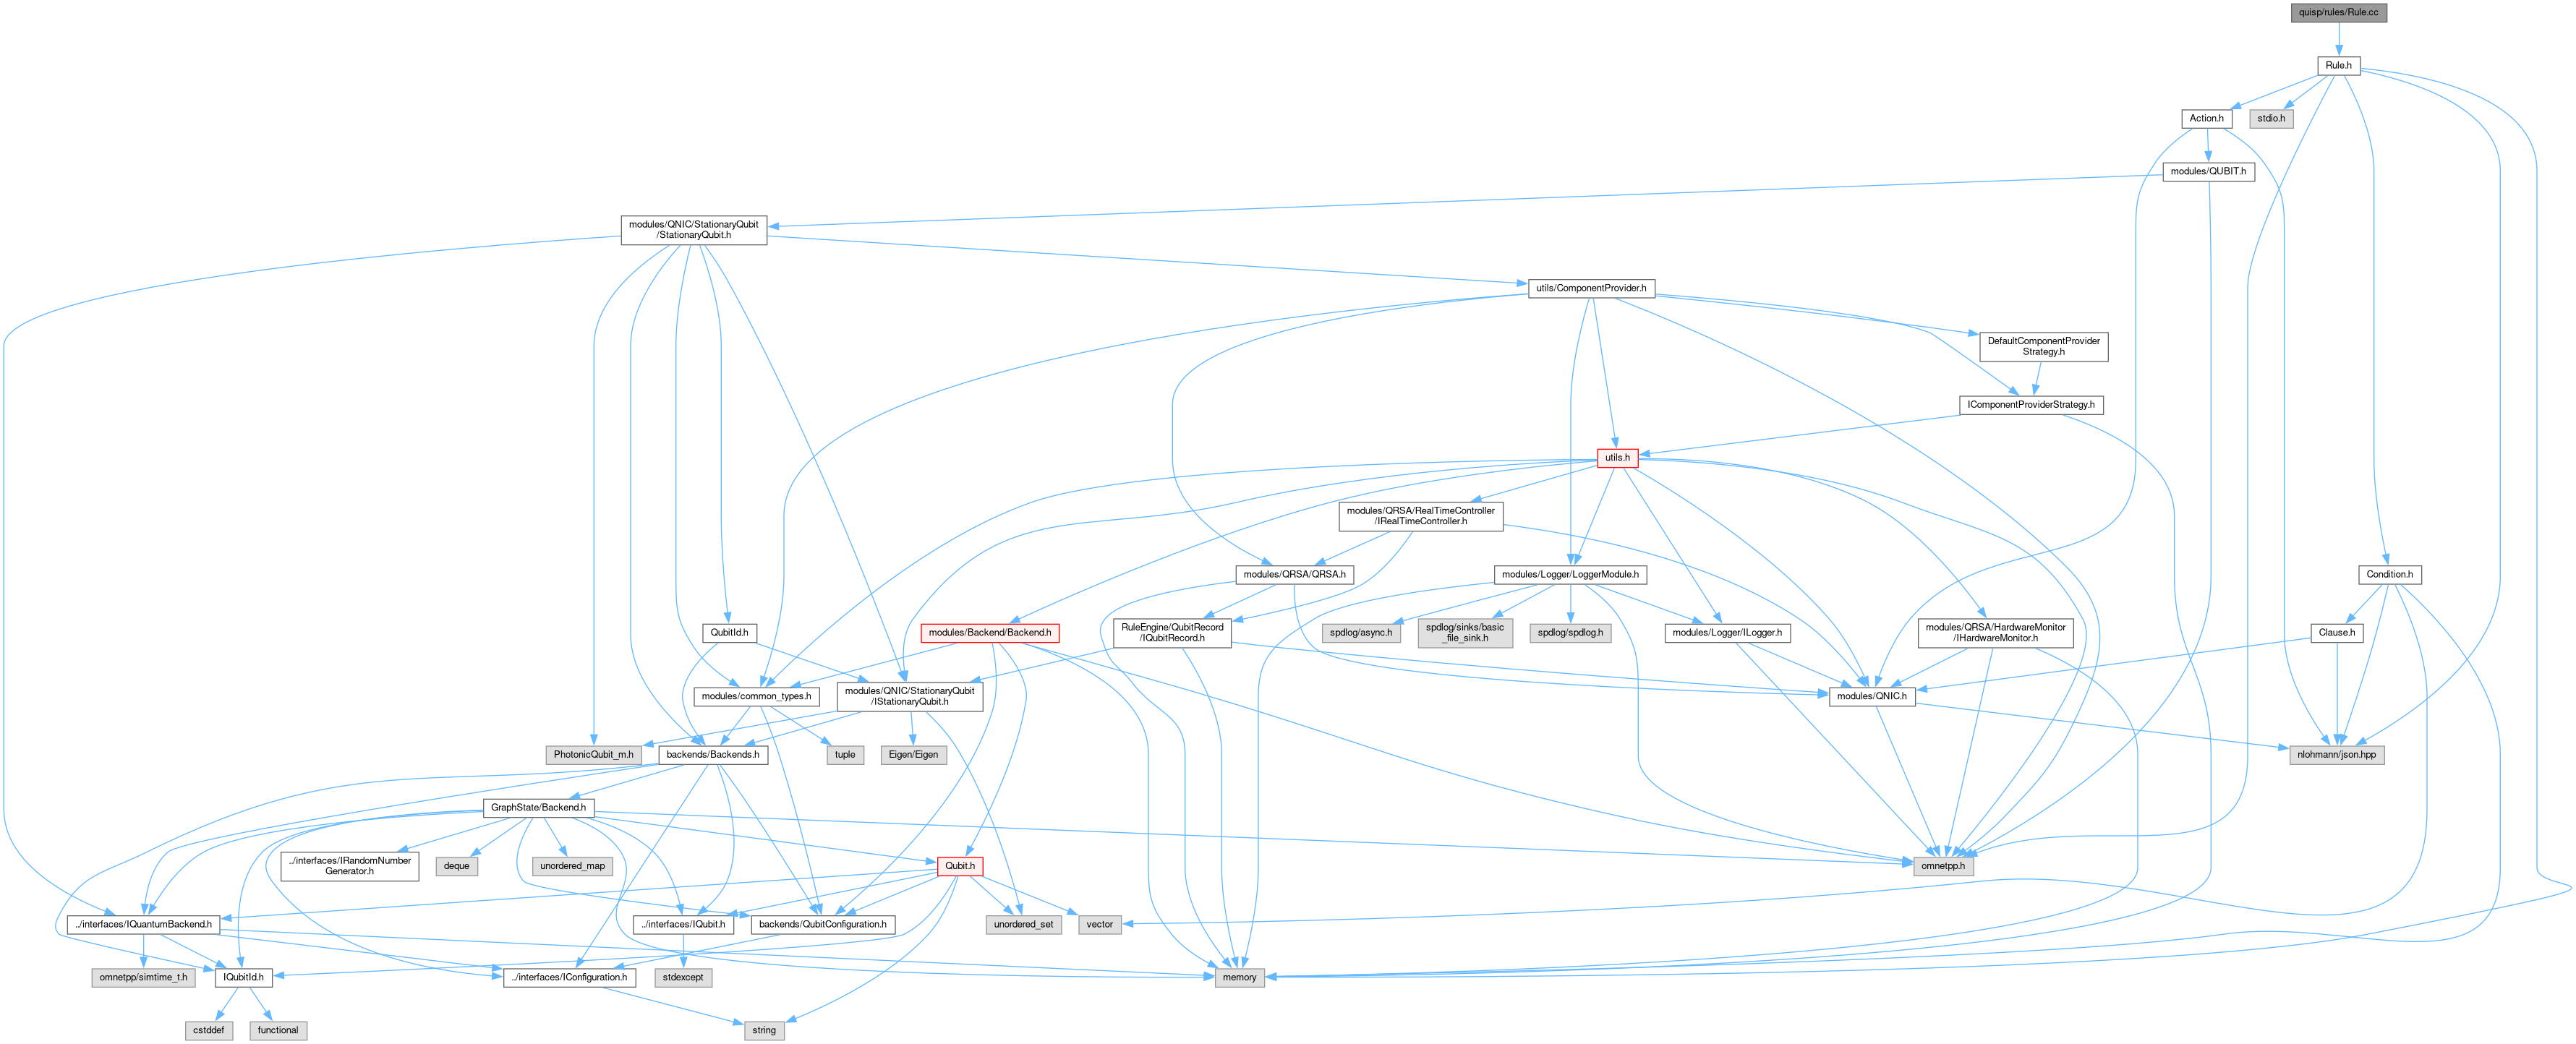 quisp/rules/Rule.cc
Rule.h
Action.h
stdio.h
modules/QUBIT.h
modules/QNIC/StationaryQubit
/StationaryQubit.h
utils/ComponentProvider.h
DefaultComponentProvider
Strategy.h
IComponentProviderStrategy.h
utils.h
modules/QRSA/RealTimeController
/IRealTimeController.h
modules/QRSA/QRSA.h
modules/Logger/LoggerModule.h
Condition.h
QubitId.h
modules/Backend/Backend.h
RuleEngine/QubitRecord
/IQubitRecord.h
spdlog/async.h
spdlog/sinks/basic
_file_sink.h
spdlog/spdlog.h
modules/Logger/ILogger.h
modules/QRSA/HardwareMonitor
/IHardwareMonitor.h
Clause.h
modules/common_types.h
modules/QNIC/StationaryQubit
/IStationaryQubit.h
modules/QNIC.h
PhotonicQubit_m.h
backends/Backends.h
tuple
Eigen/Eigen
nlohmann/json.hpp
GraphState/Backend.h
../interfaces/IRandomNumber
Generator.h
deque
unordered_map
Qubit.h
omnetpp.h
../interfaces/IQuantumBackend.h
../interfaces/IQubit.h
backends/QubitConfiguration.h
unordered_set
vector
omnetpp/simtime_t.h
IQubitId.h
../interfaces/IConfiguration.h
stdexcept
memory
cstddef
functional
string